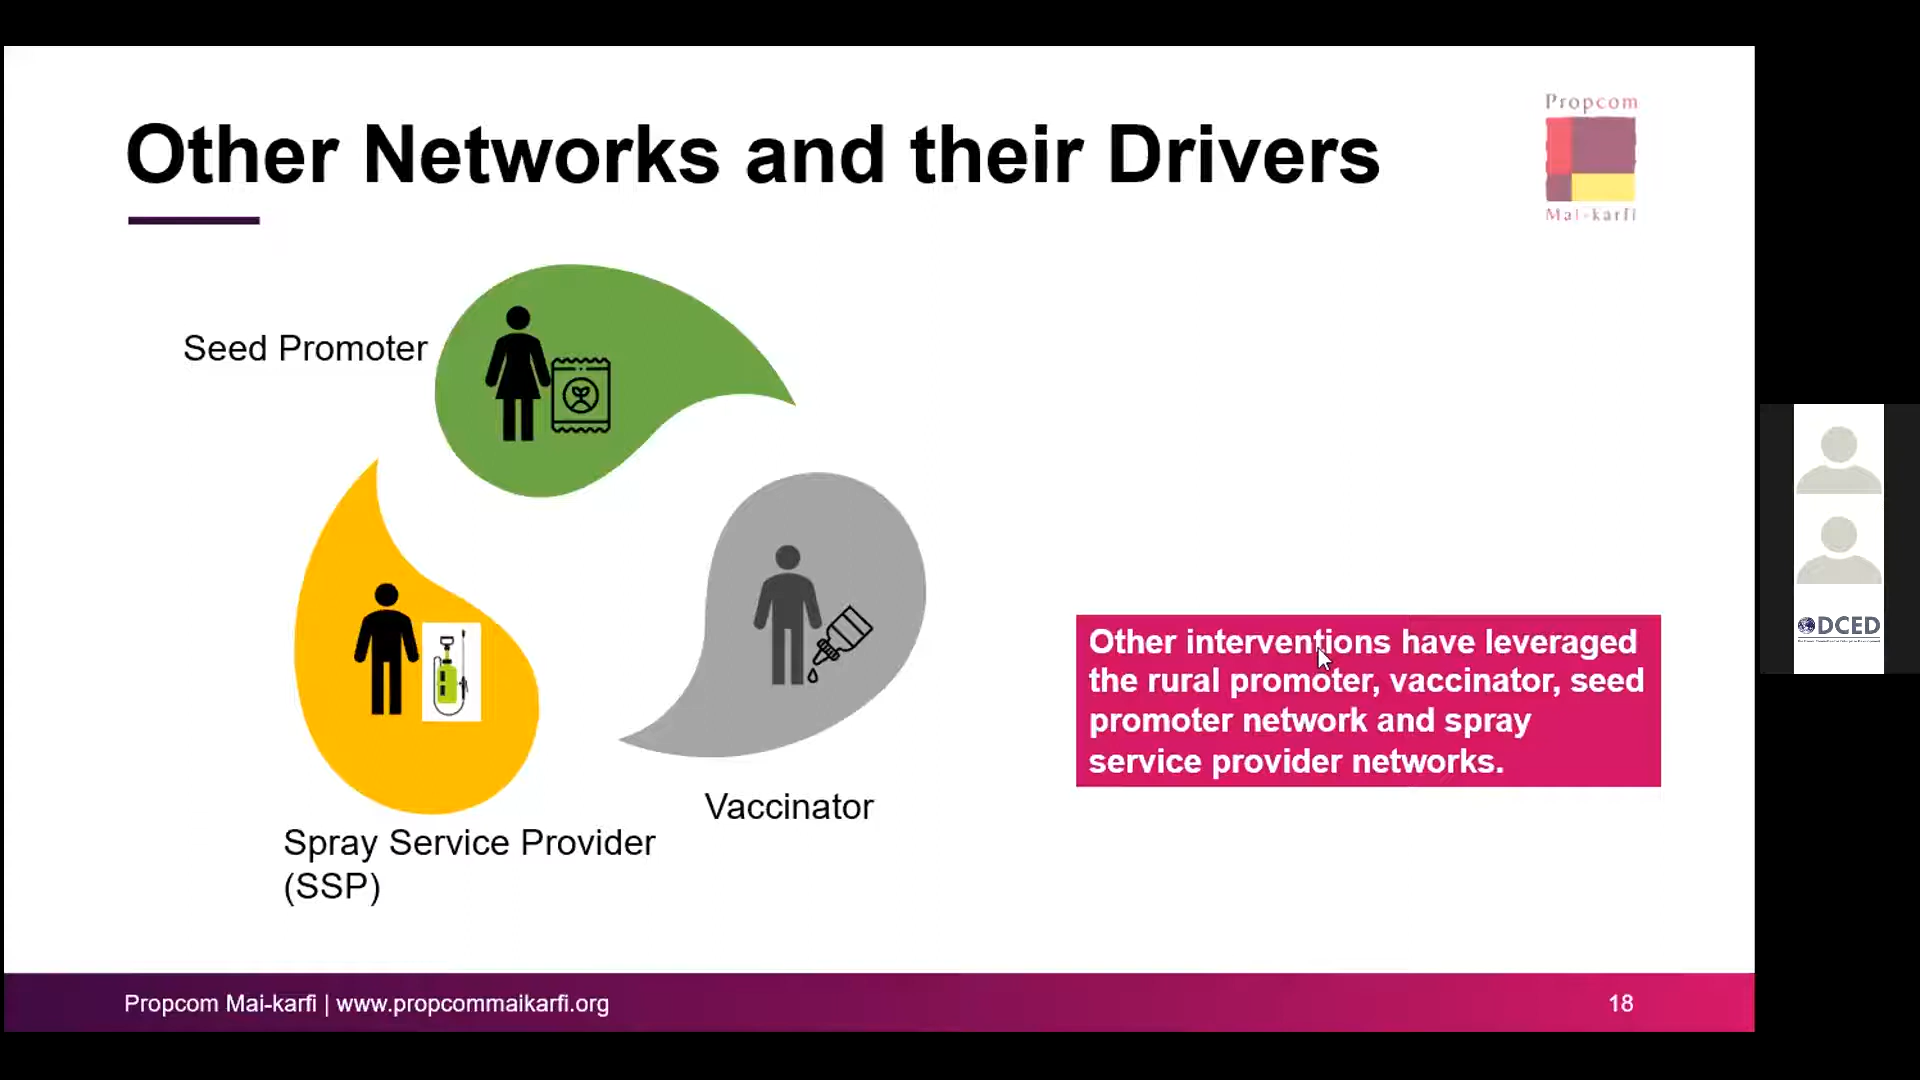 Other Networks and their Drivers
Propcom
Mai-karfi
Seed Promoter
Vaccinator
Spray Service Provider
(SSP)
Other interventions have leveraged
the rural promoter, vaccinator, seed
promoter network and spray
service provider networks.
DCED
Propcom Mai-karfi | www.propcommaikarfi.org
18